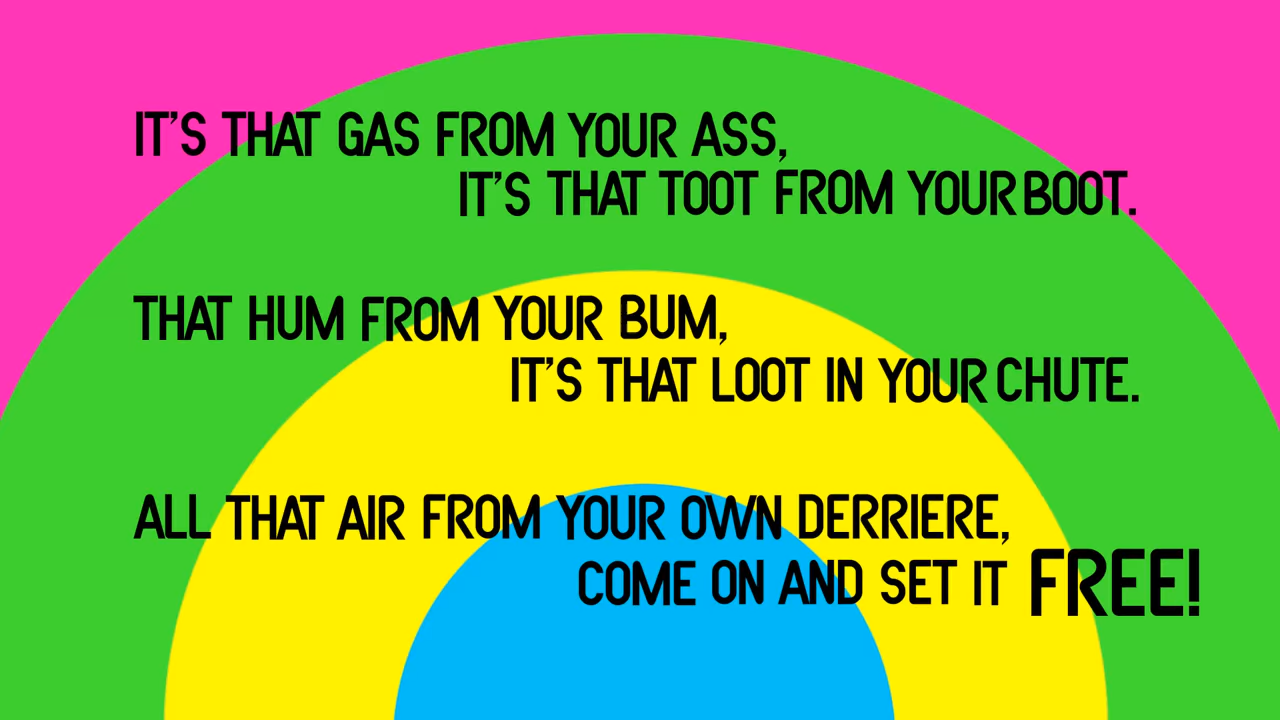 IT'S THAT GAS FROM YOUR ASS,
IT'S THAT TOOT FROM YOUR BOOT.
THAT HUM FROM YOUR BUM,
IT'S THAT LOOT IN YOUR CHUTE.
ALL THAT AIR FROM YOUR OWN DERRIERE,
COME ON AND SET IT FREE!